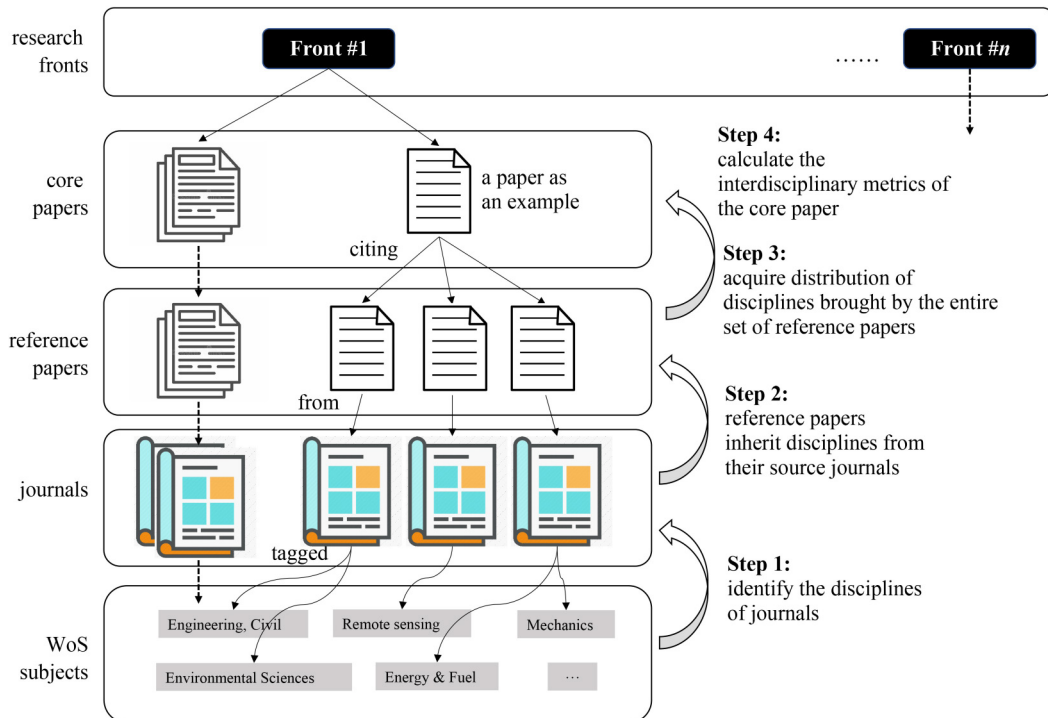 research
fronts
Front #1
......
Front #n
core
papers
a paper as
an example
citing
Step 4:
calculate the
interdisciplinary metrics of
the core paper
Step 3:
acquire distribution of
disciplines brought by the entire
set of reference papers
reference
papers
from
Step 2:
reference papers
inherit disciplines from
their source journals
journals
tagged
Step 1:
identify the disciplines
of journals
WoS
subjects
Engineering, Civil
Remote sensing
Mechanics
Environmental Sciences
Energy & Fuel
...